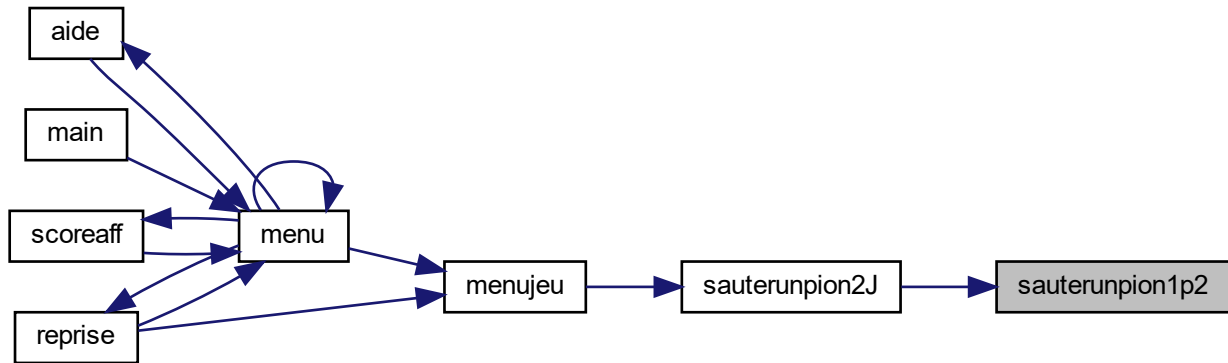 aide
main
scoreaff
menu
reprise
menujeu
sauterunpion2J
sauterunpion1p2